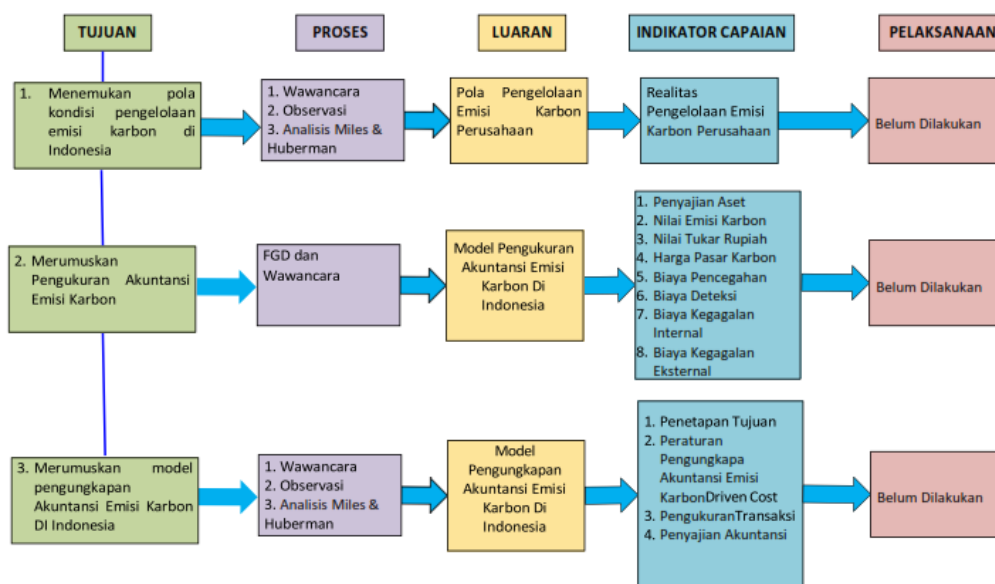 TUJUAN
PROSES
LUARAN
INDIKATOR CAPAIAN
PELAKSANAAN
1. Menemukan pola
kondisi pengelolaan
emisi karbon di
Indonesia
1. Wawancara
2. Observasi
3. Analisis Miles &
Huberman
Pola Pengelolaan
Emisi Karbon
Perusahaan
Realitas
Pengelolaan Emisi
Karbon Perusahaan
Belum Dilakukan
2. Merumuskan
Pengukuran Akuntansi
Emisi Karbon
FGD dan
Wawancara
Model Pengukuran
Akuntansi Emisi
Karbon Di
Indonesia
1. Penyajian Aset
2. Nilai Emisi Karbon
3. Nilai Tukar Rupiah
4. Harga Pasar Karbon
5. Biaya Pencegahan
6. Biaya Deteksi
7. Biaya Kegagalan
Internal
8. Biaya Kegagalan
Eksternal
Belum Dilakukan
3. Merumuskan model
pengungkapan
Akuntansi Emisi Karbon
DI Indonesia
1. Wawancara
2. Observasi
3. Analisis Miles &
Huberman
Model
Pengungkapan
Akuntansi Emisi
Karbon Di
Indonesia
1. Penetapan Tujuan
2. Peraturan
Pengungkapa
Akuntansi Emisi
KarbonDriven Cost
3. PengukuranTransaksi
4. Penyajian Akuntansi
Belum Dilakukan